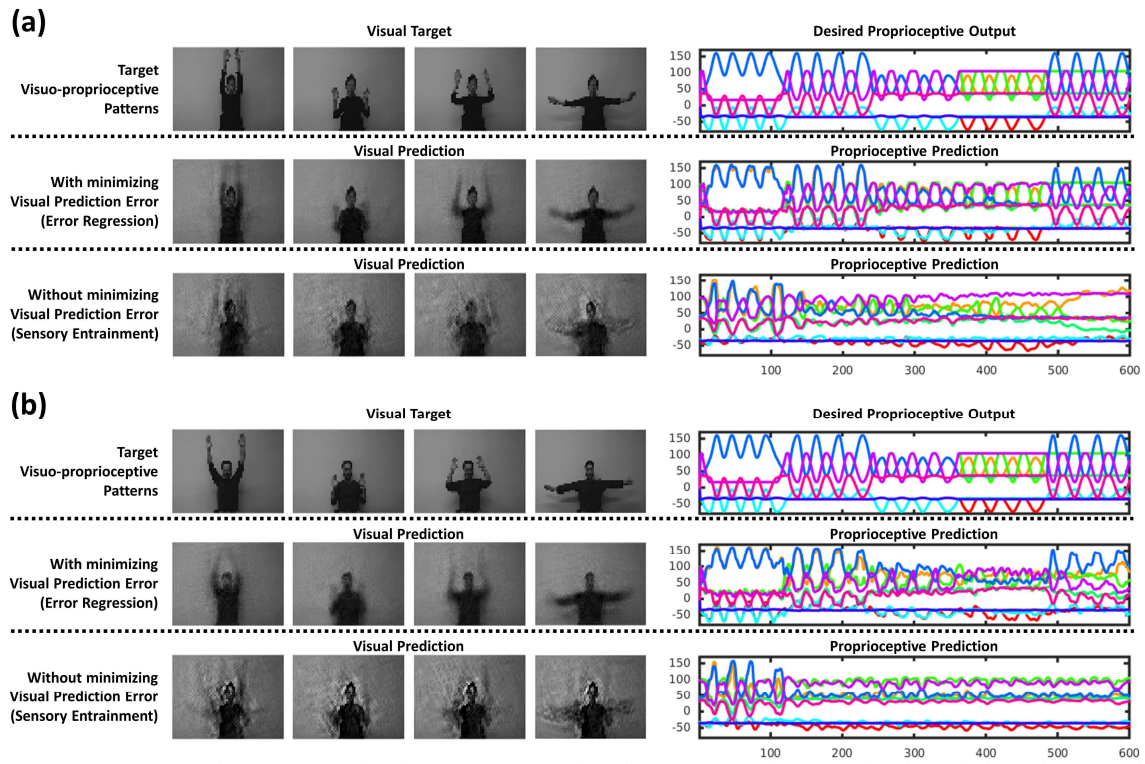 (a)
Visual Target
Desired Proprioceptive Output
Target
Visuo-proprioceptive
Patterns
150
100
50
0
-50
Visual Prediction
Proprioceptive Prediction
With minimizing
Visual Prediction Error
(Error Regression)
150
100
50
0
-50
Visual Prediction
Proprioceptive Prediction
Without minimizing
Visual Prediction Error
(Sensory Entrainment)
150
100
50
0
-50
100 200 300 400 500 600
(b)
Visual Target
Desired Proprioceptive Output
Target
Visuo-proprioceptive
Patterns
150
100
50
0
-50
Visual Prediction
Proprioceptive Prediction
With minimizing
Visual Prediction Error
(Error Regression)
150
100
50
0
-50
Visual Prediction
Proprioceptive Prediction
Without minimizing
Visual Prediction Error
(Sensory Entrainment)
150
100
50
0
-50
100 200 300 400 500 600